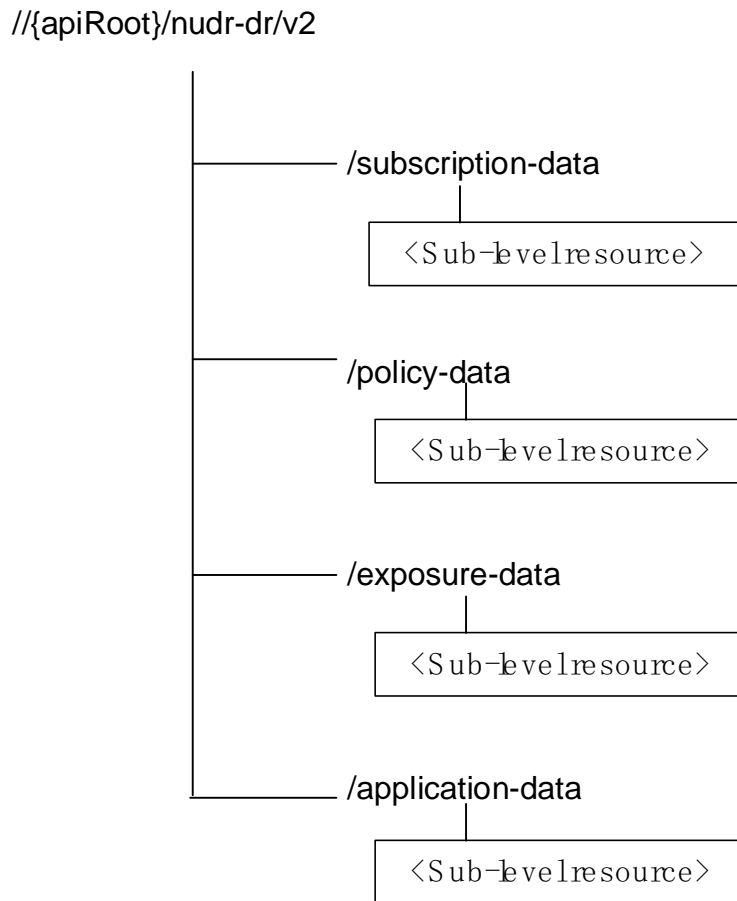 //{apiRoot}/nudr-dr/v2
/subscription-data
<Sub-levelresource>
/policy-data
<Sub-levelresource>
/exposure-data
<Sub-levelresource>
/application-data
<Sub-levelresource>